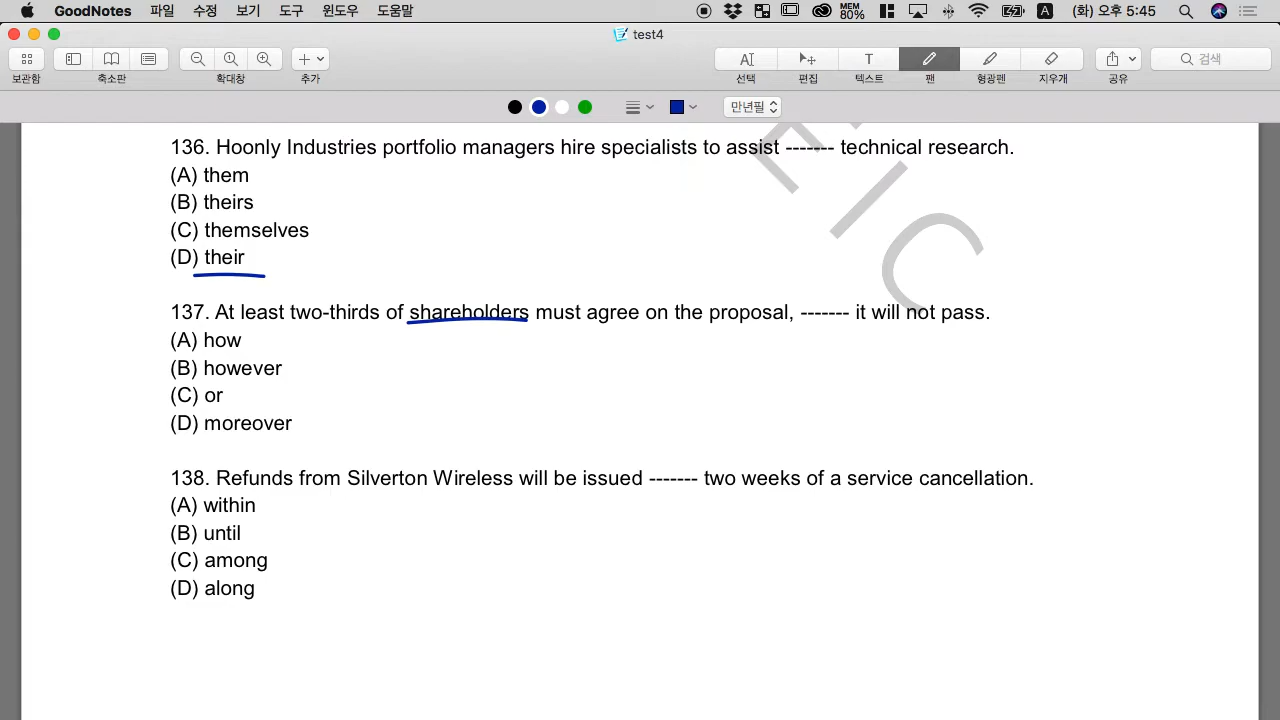 GoodNotes 파일 수정 보기 도구 윈도우 도움말 MEM 80% A (화) 오후 5:45
test4
보관함 축소판 확대창 추가 선택 편집 T 텍스트 펜 형광펜 지우개 공유 검색
만년필
EIC
136. Hoonly Industries portfolio managers hire specialists to assist ------- technical research.
(A) them
(B) theirs
(C) themselves
(D) their
137. At least two-thirds of shareholders must agree on the proposal, ------- it will not pass.
(A) how
(B) however
(C) or
(D) moreover
138. Refunds from Silverton Wireless will be issued ------- two weeks of a service cancellation.
(A) within
(B) until
(C) among
(D) along